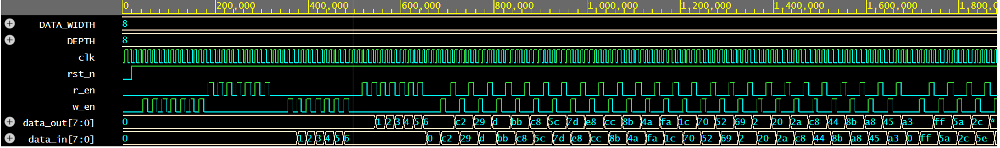 0 200,000 400,000 600,000 800,000 1,000,000 1,200,000 1,400,000 1,600,000 1,800,
DATA_WIDTH 8
DEPTH 8
clk
rst_n
r_en
w_en
data_out[7:0] 0 1 2 3 4 5 6 c2 29 d bb c8 5c 7d e8 cc 8b 4a fa 1c 70 52 69 2 20 2a c8 44 8b a8 45 a3 ff 5a 2c *
data_in[7:0] 0 1 2 3 4 5 6 0 c2 29 d bb c8 5c 7d e8 cc 8b 4a fa 1c 70 52 69 2 20 2a c8 44 8b a8 45 a3 0 ff 5a 2c 5e